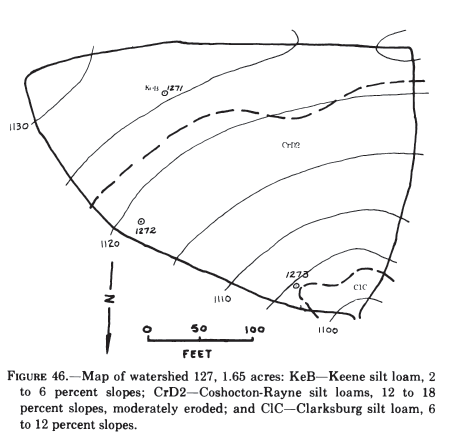 KeB 1271
1130
CrD2
1272
1120
1273
ClC
1110
N
1100
0 50 100
FEET
FIGURE 46.—Map of watershed 127, 1.65 acres: KeB—Keene silt loam, 2
to 6 percent slopes; CrD2—Coshocton-Rayne silt loams, 12 to 18
percent slopes, moderately eroded; and ClC—Clarksburg silt loam, 6
to 12 percent slopes.